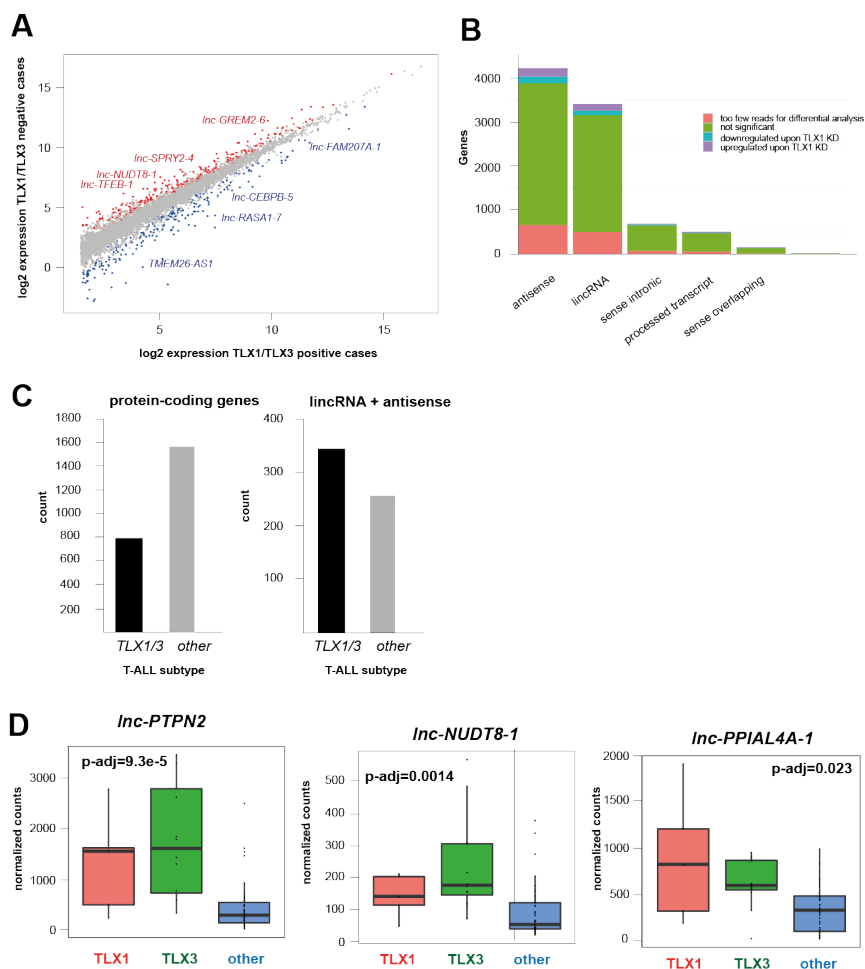 A
log2 expression TLX1/TLX3 negative cases
15
10
5
0
lnc-GREM2-6
lnc-FAM207A-1
lnc-SPRY2-4
lnc-NUDT8-1
lnc-TFEB-1
lnc-CEBPB-5
lnc-RASA1-7
TMEM26-AS1
5
10
15
log2 expression TLX1/TLX3 positive cases
B
Genes
4000
3000
2000
1000
0
too few reads for differential analysis
not significant
downregulated upon TLX1 KD
upregulated upon TLX1 KD
antisense
lincRNA
sense intronic
processed transcript
sense overlapping
C
protein-coding genes
count
1800
1600
1400
1200
1000
800
600
400
200
TLX1/3
other
T-ALL subtype
lincRNA + antisense
count
400
300
200
100
TLX1/3
other
T-ALL subtype
D
lnc-PTPN2
p-adj=9.3e-5
normalized counts
3000
2000
1000
0
TLX1
TLX3
other
lnc-NUDT8-1
p-adj=0.0014
normalized counts
500
400
300
200
100
0
TLX1
TLX3
other
lnc-PPIAL4A-1
p-adj=0.023
normalized counts
2000
1500
1000
500
0
TLX1
TLX3
other